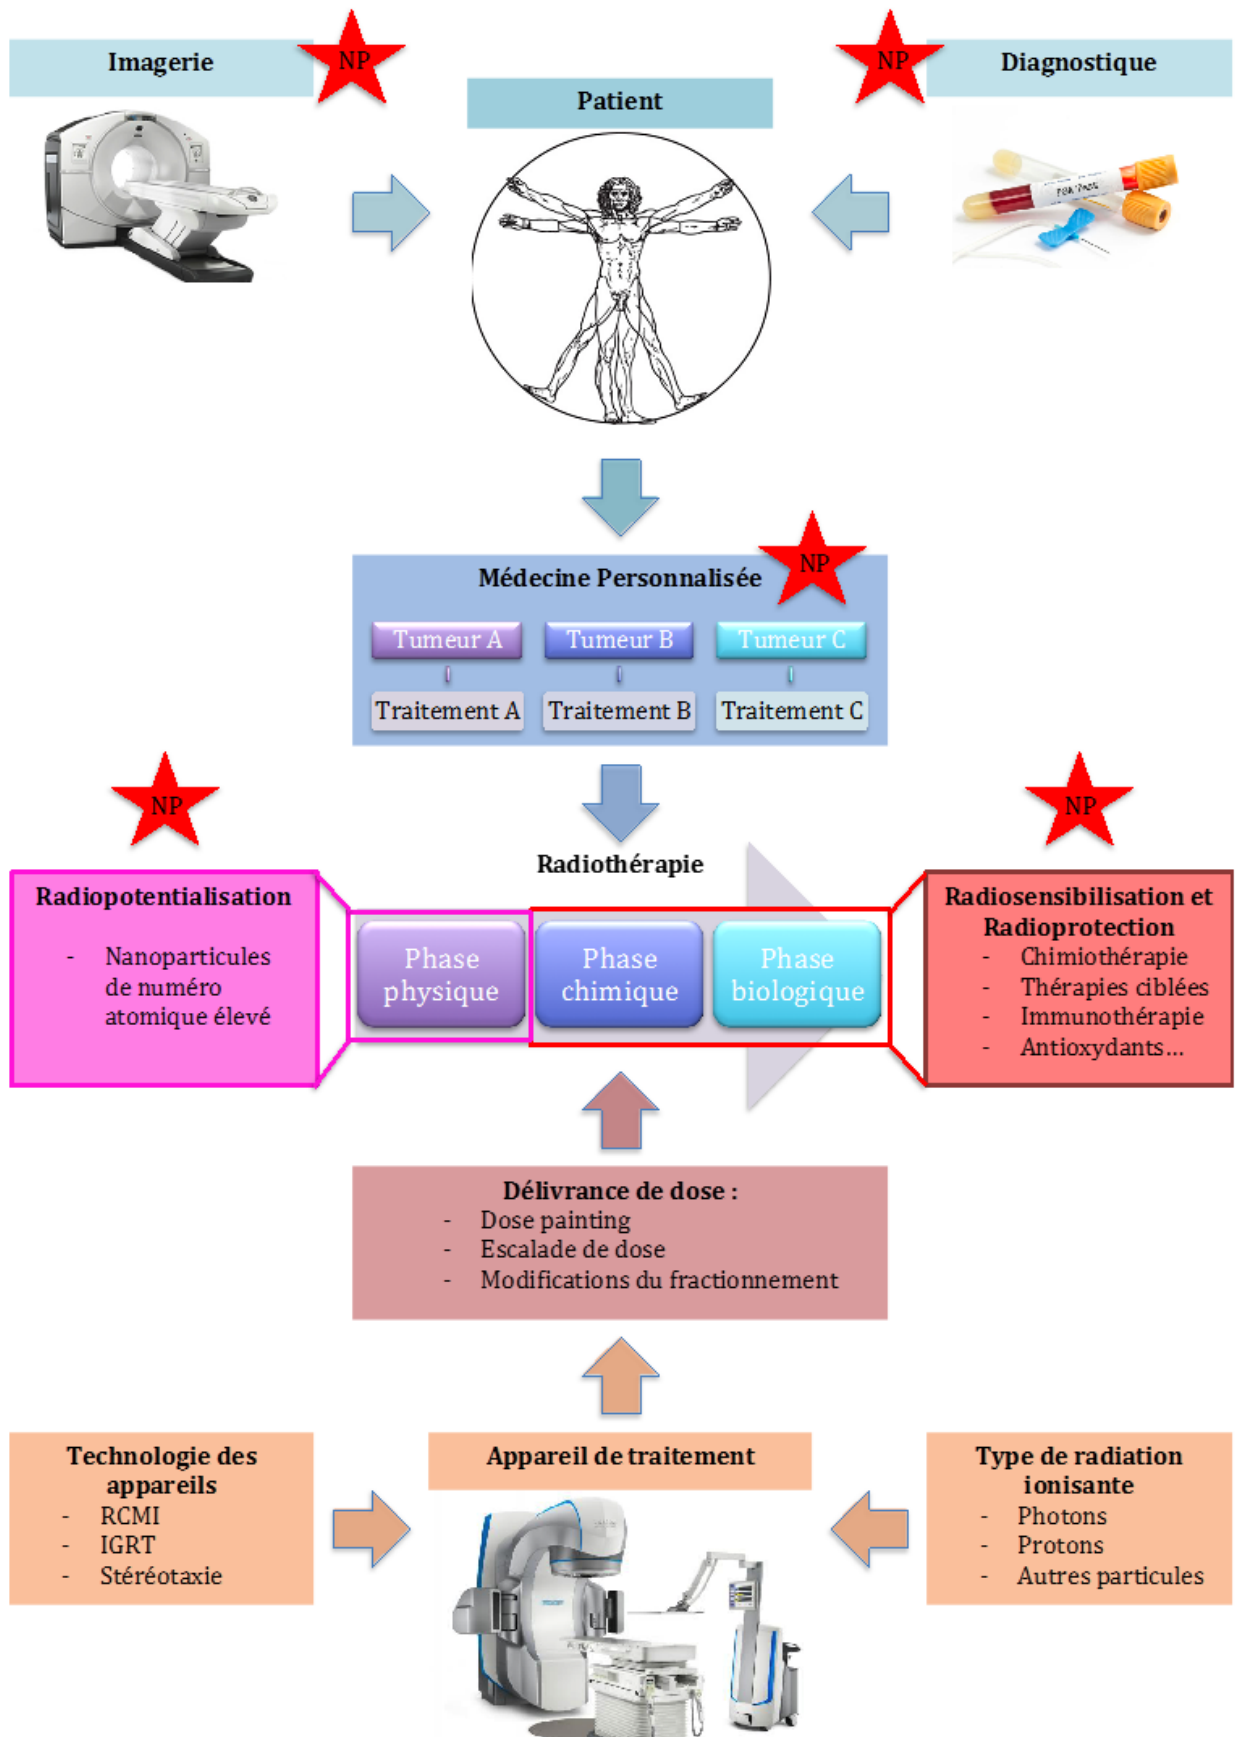 Imagerie
NP
NP
Diagnostique
Patient
Médecine Personnalisée
NP
Tumeur A
Tumeur B
Tumeur C
Traitement A
Traitement B
Traitement C
NP
NP
Radiothérapie
Radiopotentialisation
- Nanoparticules
de numéro
atomique élevé
Phase
physique
Phase
chimique
Phase
biologique
Radiosensibilisation et
Radioprotection
- Chimiothérapie
- Thérapies ciblées
- Immunothérapie
- Antioxydants...
Délivrance de dose :
- Dose painting
- Escalade de dose
- Modifications du fractionnement
Technologie des
appareils
- RCMI
- IGRT
- Stéréotaxie
Appareil de traitement
Type de radiation
ionisante
- Photons
- Protons
- Autres particules